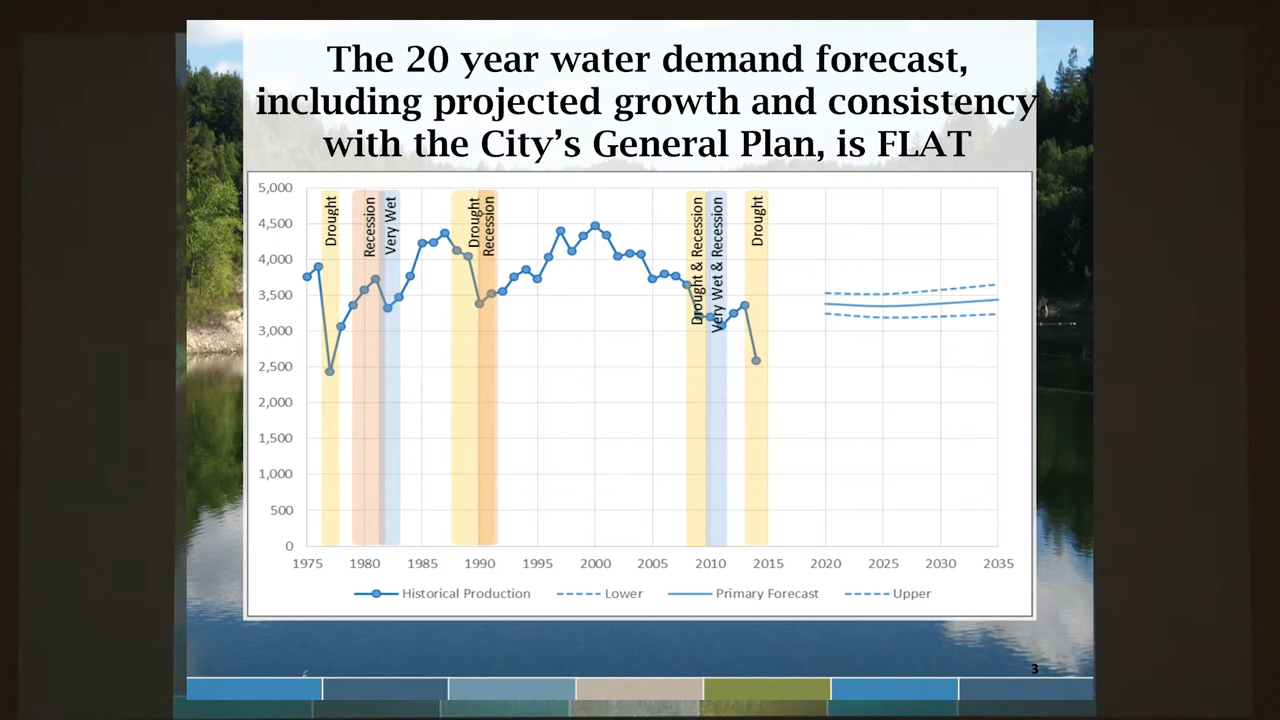 The 20 year water demand forecast,
including projected growth and consistency
with the City's General Plan, is FLAT
5,000
4,500
4,000
3,500
3,000
2,500
2,000
1,500
1,000
500
0
Drought
Recession
Very Wet
Drought
Recession
Drought & Recession
Very Wet & Recession
Drought
1975 1980 1985 1990 1995 2000 2005 2010 2015 2020 2025 2030 2035
Historical Production Lower Primary Forecast Upper
3